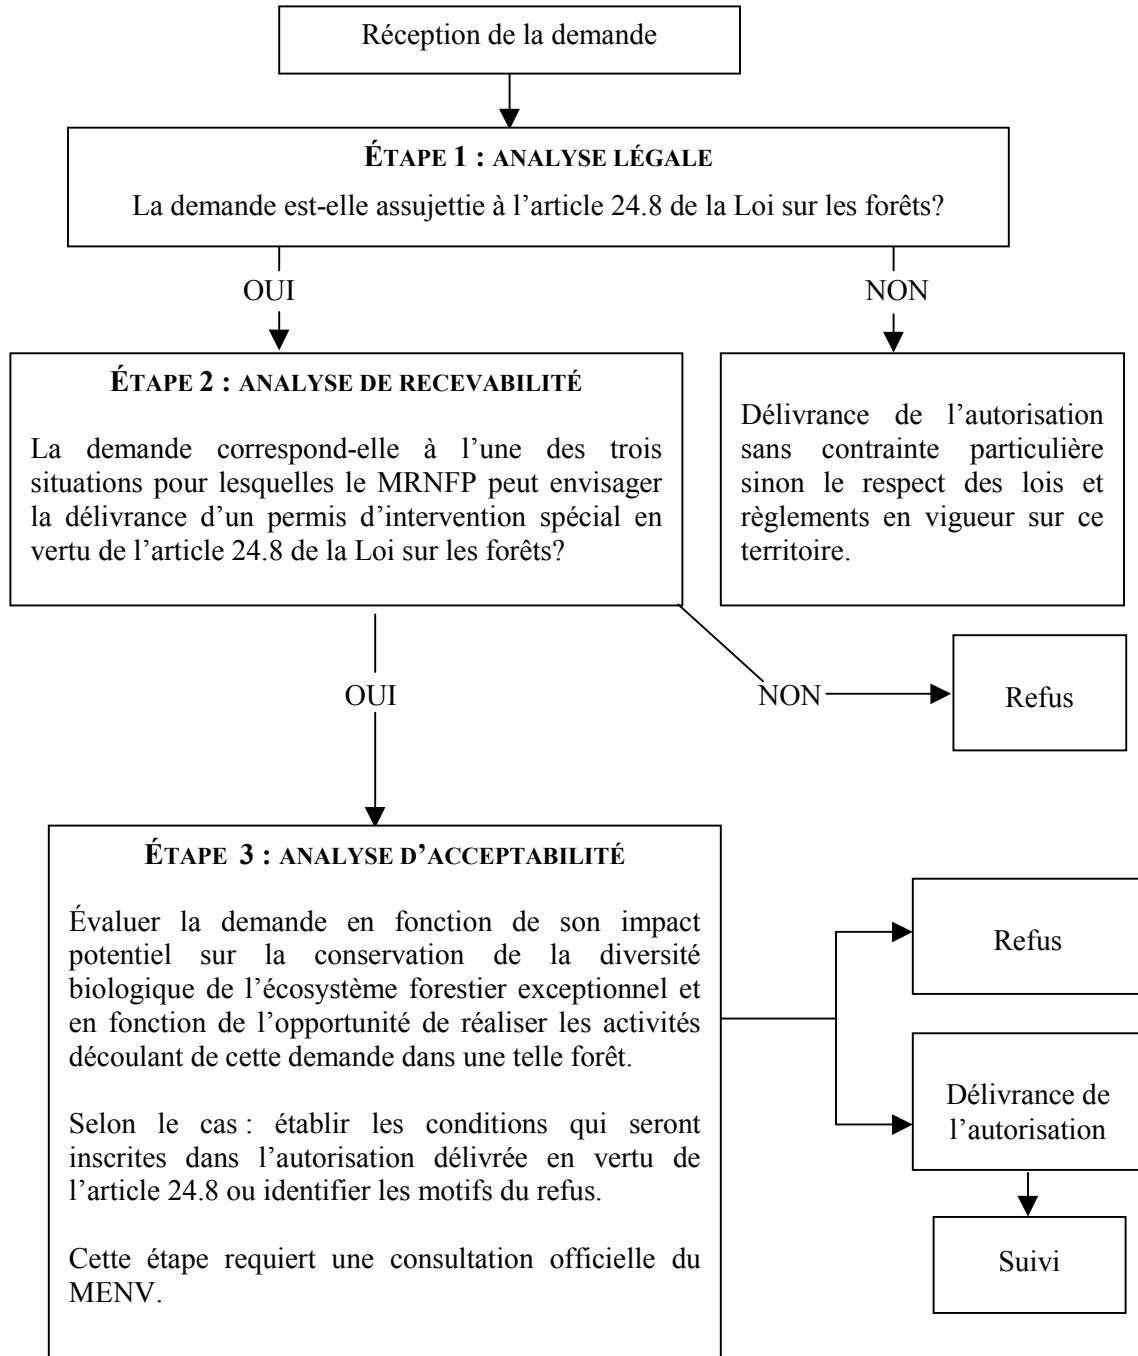 Réception de la demande
ÉTAPE 1 : ANALYSE LÉGALE
La demande est-elle assujettie à l’article 24.8 de la Loi sur les forêts?
OUI
NON
ÉTAPE 2 : ANALYSE DE RECEVABILITÉ
La demande correspond-elle à l’une des trois
situations pour lesquelles le MRNFP peut envisager
la délivrance d’un permis d’intervention spécial en
vertu de l’article 24.8 de la Loi sur les forêts?
Délivrance de l’autorisation
sans contrainte particulière
sinon le respect des lois et
règlements en vigueur sur ce
territoire.
OUI
NON
Refus
ÉTAPE 3 : ANALYSE D’ACCEPTABILITÉ
Évaluer la demande en fonction de son impact
potentiel sur la conservation de la diversité
biologique de l’écosystème forestier exceptionnel et
en fonction de l’opportunité de réaliser les activités
découlant de cette demande dans une telle forêt.
Selon le cas : établir les conditions qui seront
inscrites dans l’autorisation délivrée en vertu de
l’article 24.8 ou identifier les motifs du refus.
Cette étape requiert une consultation officielle du
MENV.
Refus
Délivrance de
l’autorisation
Suivi